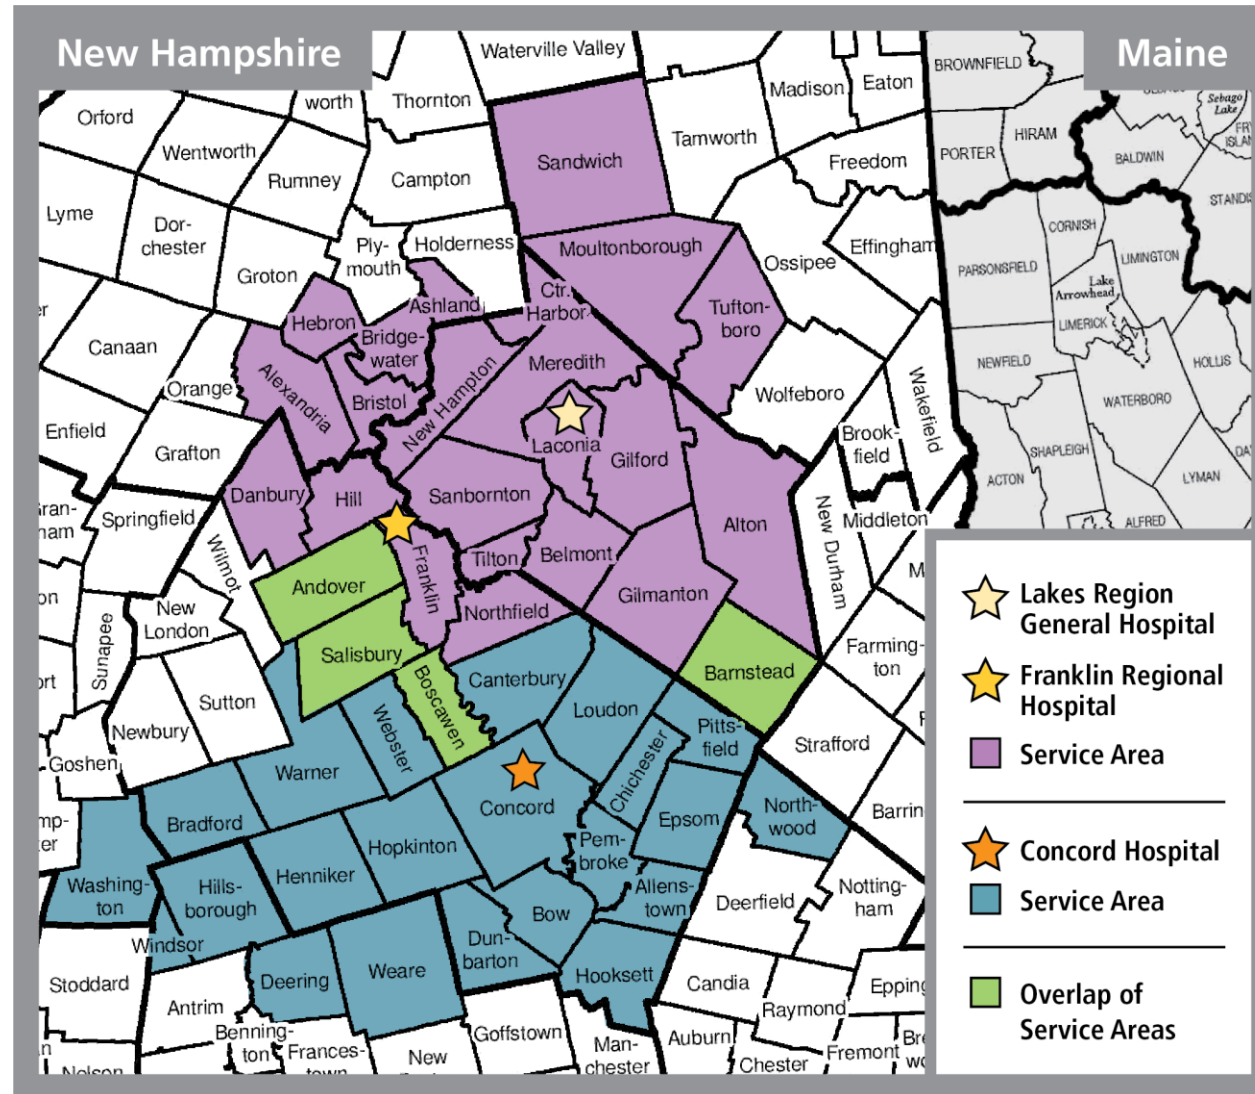 New Hampshire
Maine
Waterville Valley
worth
Thornton
Madison
Eaton
BROWNFIELD
Sebago
Lake
Orford
Wentworth
Rumney
Campton
Sandwich
Tamworth
Freedom
PORTER
HIRAM
BALDWIN
Lyme
Dor-
chester
Ply-
mouth
Holderness
Moultonborough
Ossipee
Effingham
CORNISH
PARSONSFIELD
LIMINGTON
Groton
Ashland
Ctr.
Harbor
Tufton-
boro
Lake
Arrowhead
LIMERICK
Hebron
Bridge-
water
Canaan
Meredith
NEWFIELD
HOLLIS
Orange
Alexandria
Bristol
New Hampton
Wolfeboro
Wakefield
WATERBORO
Enfield
Grafton
Laconia
Gilford
Brook-
field
SHAPLEIGH
ACTON
LYMAN
Danbury
Hill
Sanbornton
Alton
New Durham
Middleton
ALFRED
ham
Springfield
Wilmot
Andover
Franklin
Tilton
Belmont
Gilmanton
Northfield
New
London
Sunapee
Salisbury
Boscawen
Canterbury
Barnstead
Farming-
ton
Sutton
Newbury
Webster
Loudon
Pitts-
field
Strafford
Goshen
Warner
Chichester
Concord
Bradford
Hopkinton
Pem-
broke
Epsom
North-
wood
Barrin
Washing-
ton
Hills-
borough
Henniker
Allens-
town
Deerfield
Notting-
ham
Bow
Windsor
Dun-
barton
Stoddard
Deering
Weare
Hooksett
Candia
Epping
Antrim
Raymond
Benning-
ton
Frances-
town
New
Goffstown
Man-
chester
Auburn
Chester
Fremont
Nelson
Lakes Region
General Hospital
Franklin Regional
Hospital
Service Area
Concord Hospital
Service Area
Overlap of
Service Areas